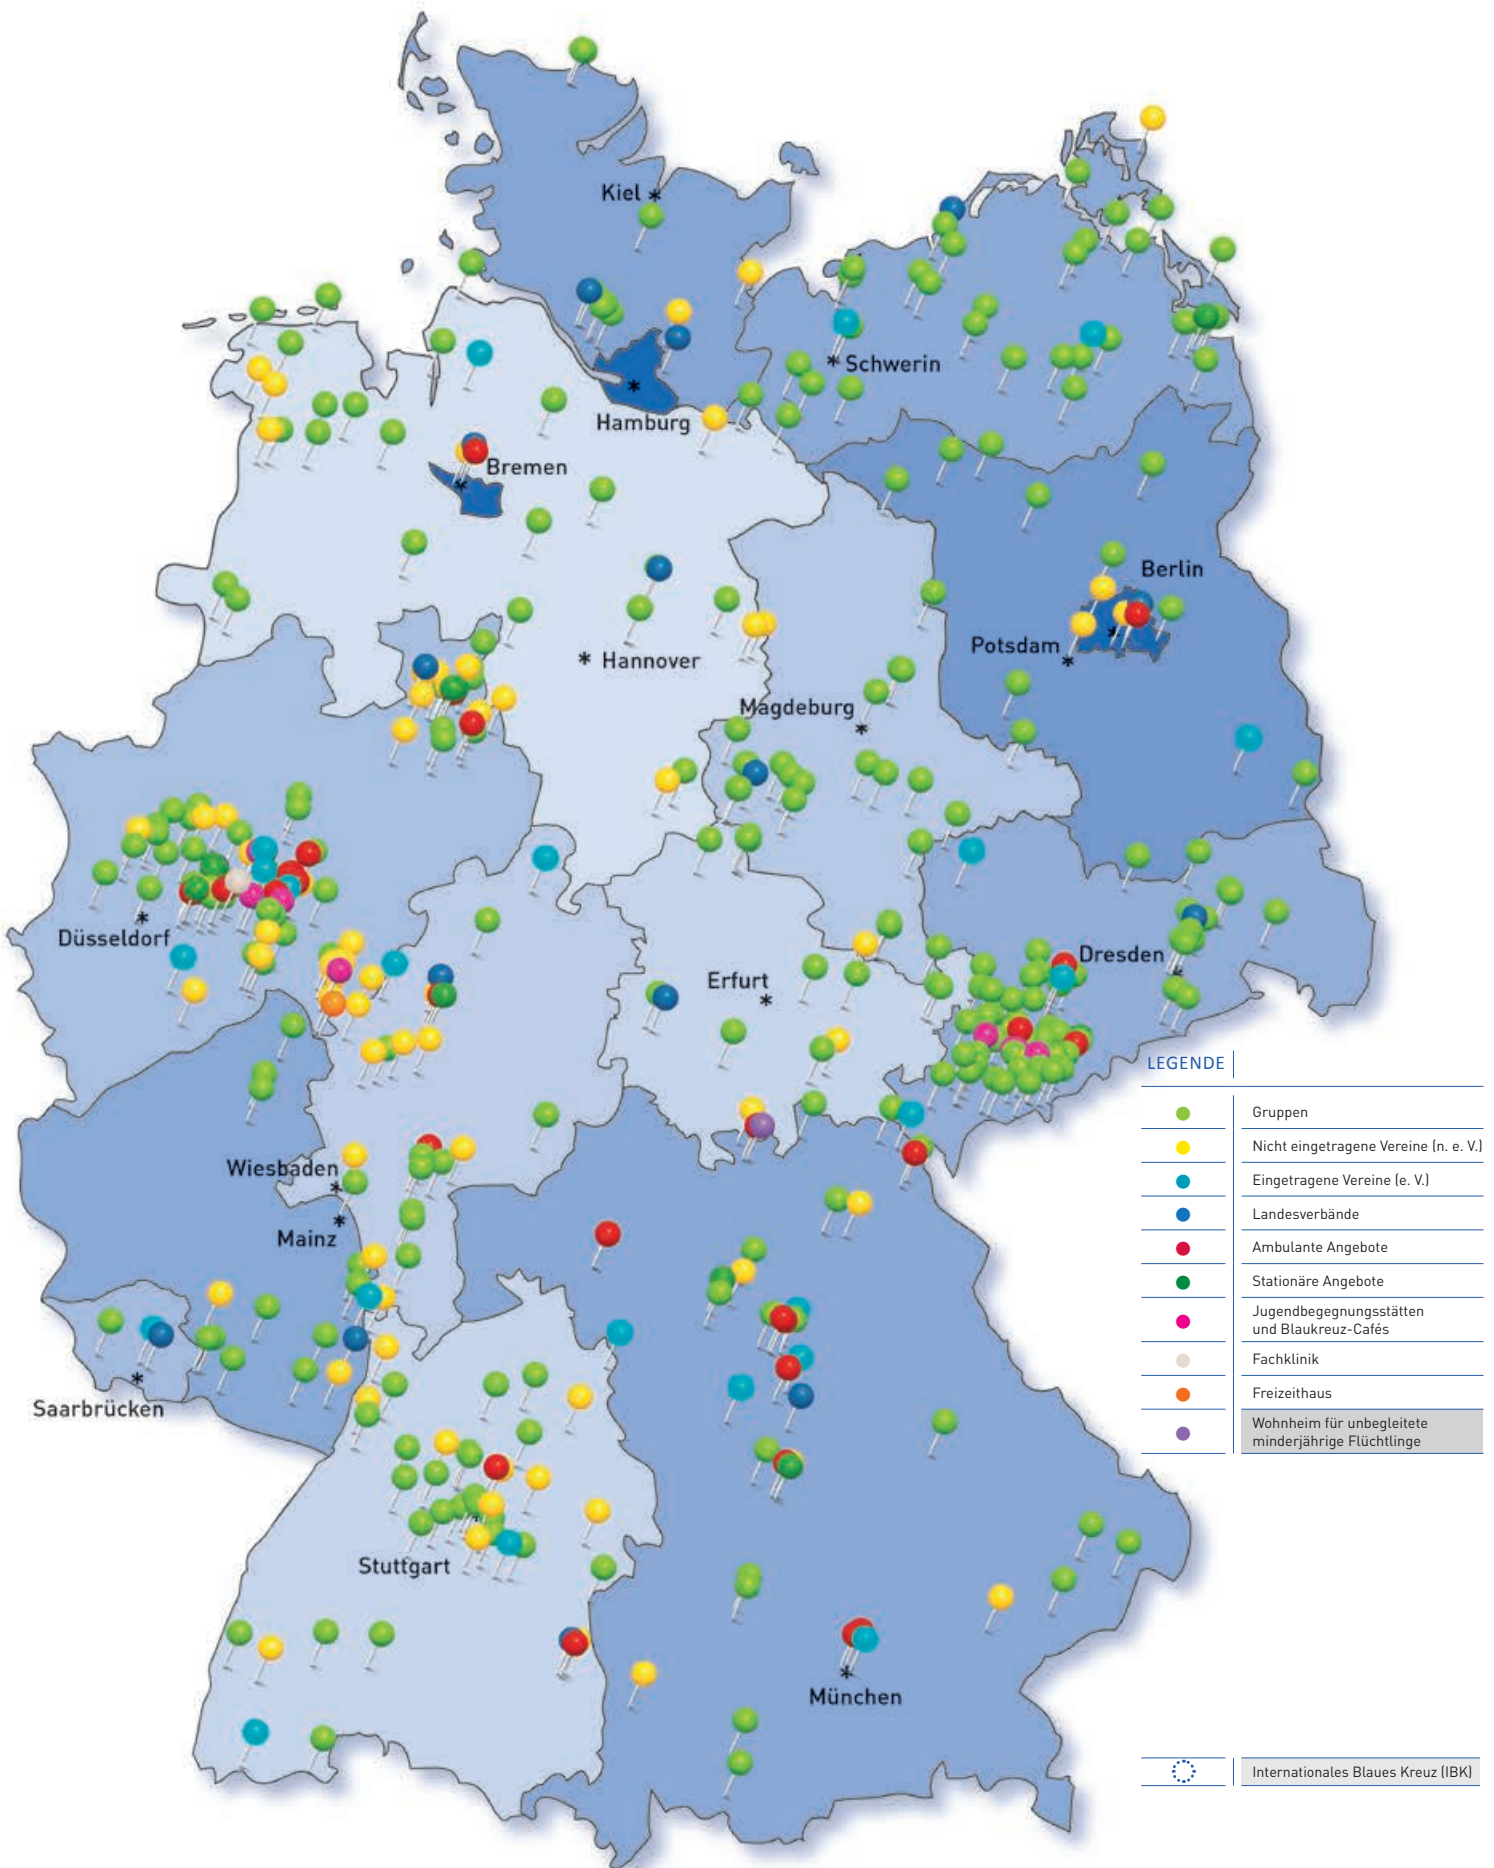 Kiel
Schwerin
Hamburg
Bremen
Berlin
Potsdam
Hannover
Magdeburg
Düsseldorf
Dresden
Erfurt
LEGENDE
Gruppen
Nicht eingetragene Vereine (n. e. V.)
Eingetragene Vereine (e. V.)
Landesverbände
Ambulante Angebote
Stationäre Angebote
Jugendbegegnungsstätten
und Blaukreuz-Cafés
Fachklinik
Freizeithaus
Wohnheim für unbegleitete
minderjährige Flüchtlinge
Wiesbaden
Mainz
Saarbrücken
Stuttgart
München
Internationales Blaues Kreuz (IBK)